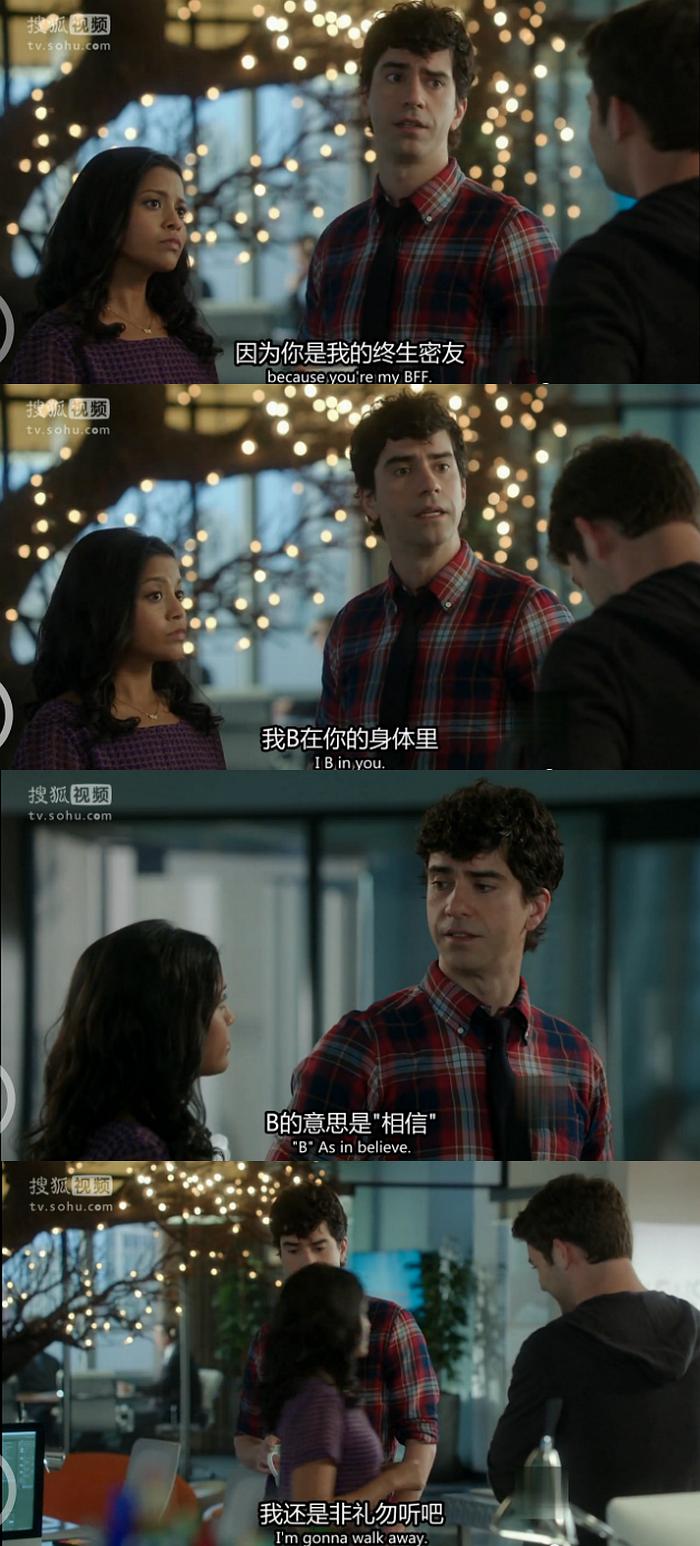 搜狐视频
tv.sohu.com
因为你是我的终生密友
because you're my BFF.
搜狐视频
tv.sohu.com
我B在你的身体里
I B in you.
搜狐视频
tv.sohu.com
B的意思是"相信"
"B" As in believe.
搜狐视频
tv.sohu.com
我还是非礼勿听吧
I'm gonna walk away.